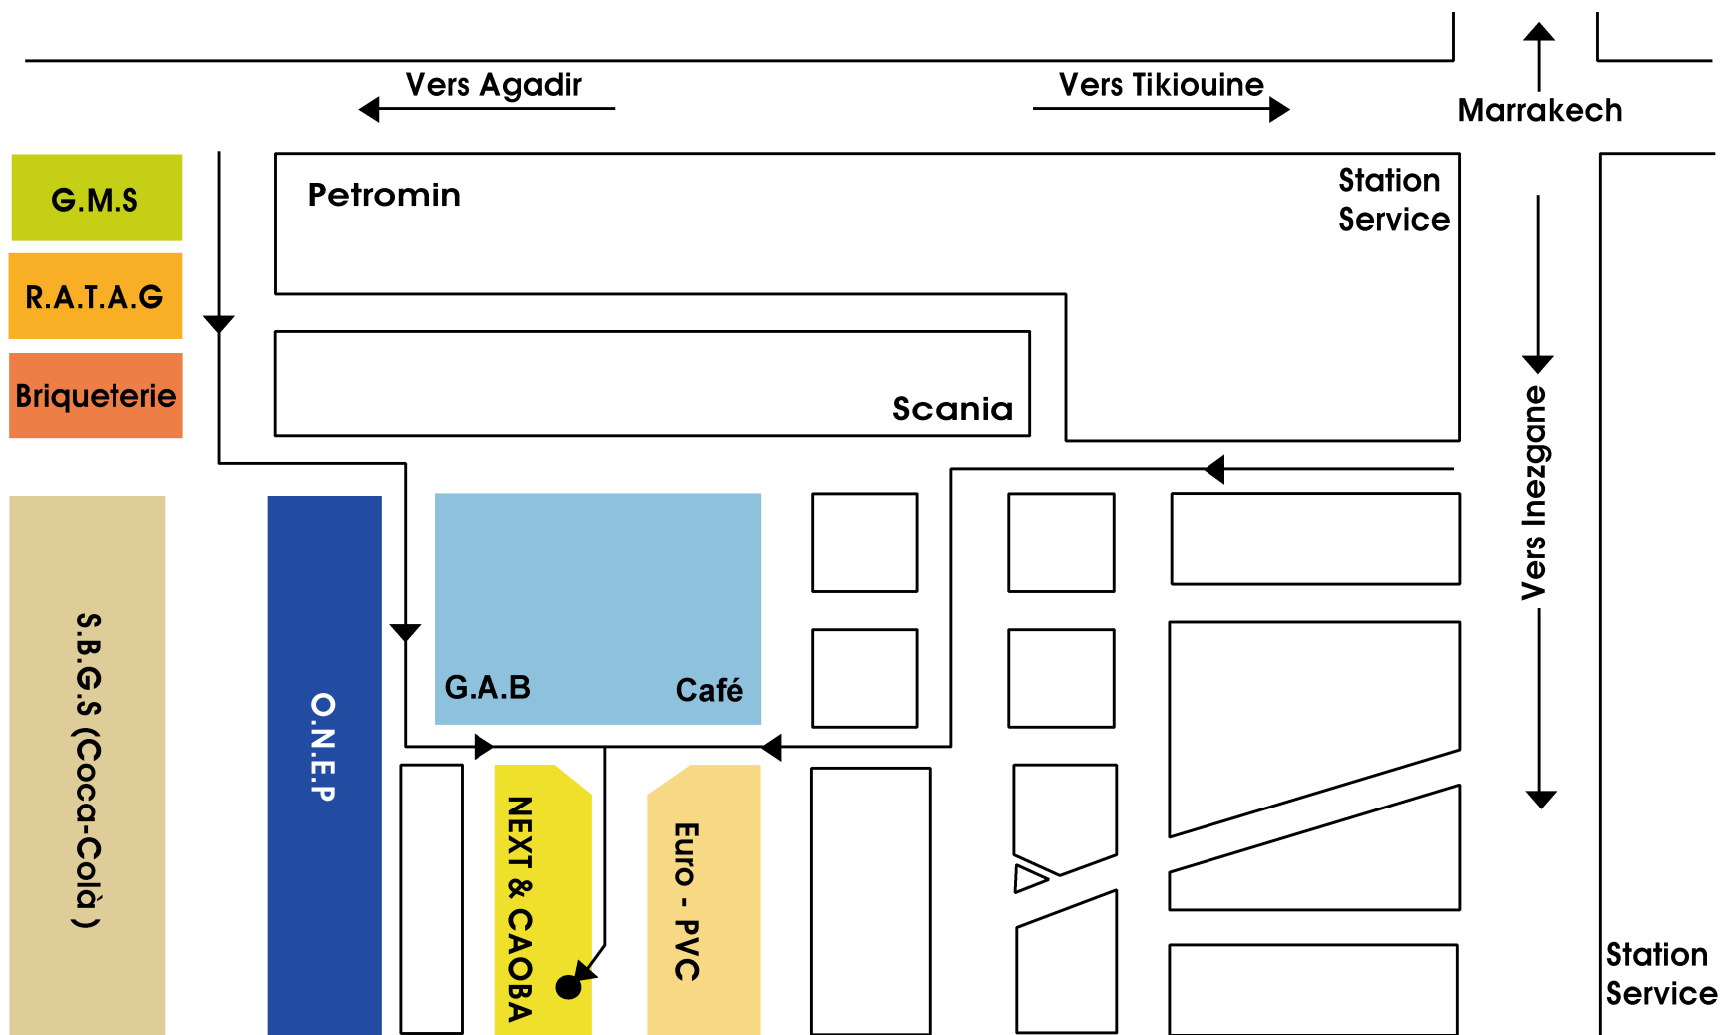 Vers Agadir
Vers Tikiouine
Marrakech
G.M.S
Petromin
Station
Service
R.A.T.A.G
Briqueterie
Scania
Vers Inezgane
S.B.G.S (Coca-Colà )
O.N.E.P
G.A.B
Café
NEXT & CAOBA
Euro - PVC
Station
Service